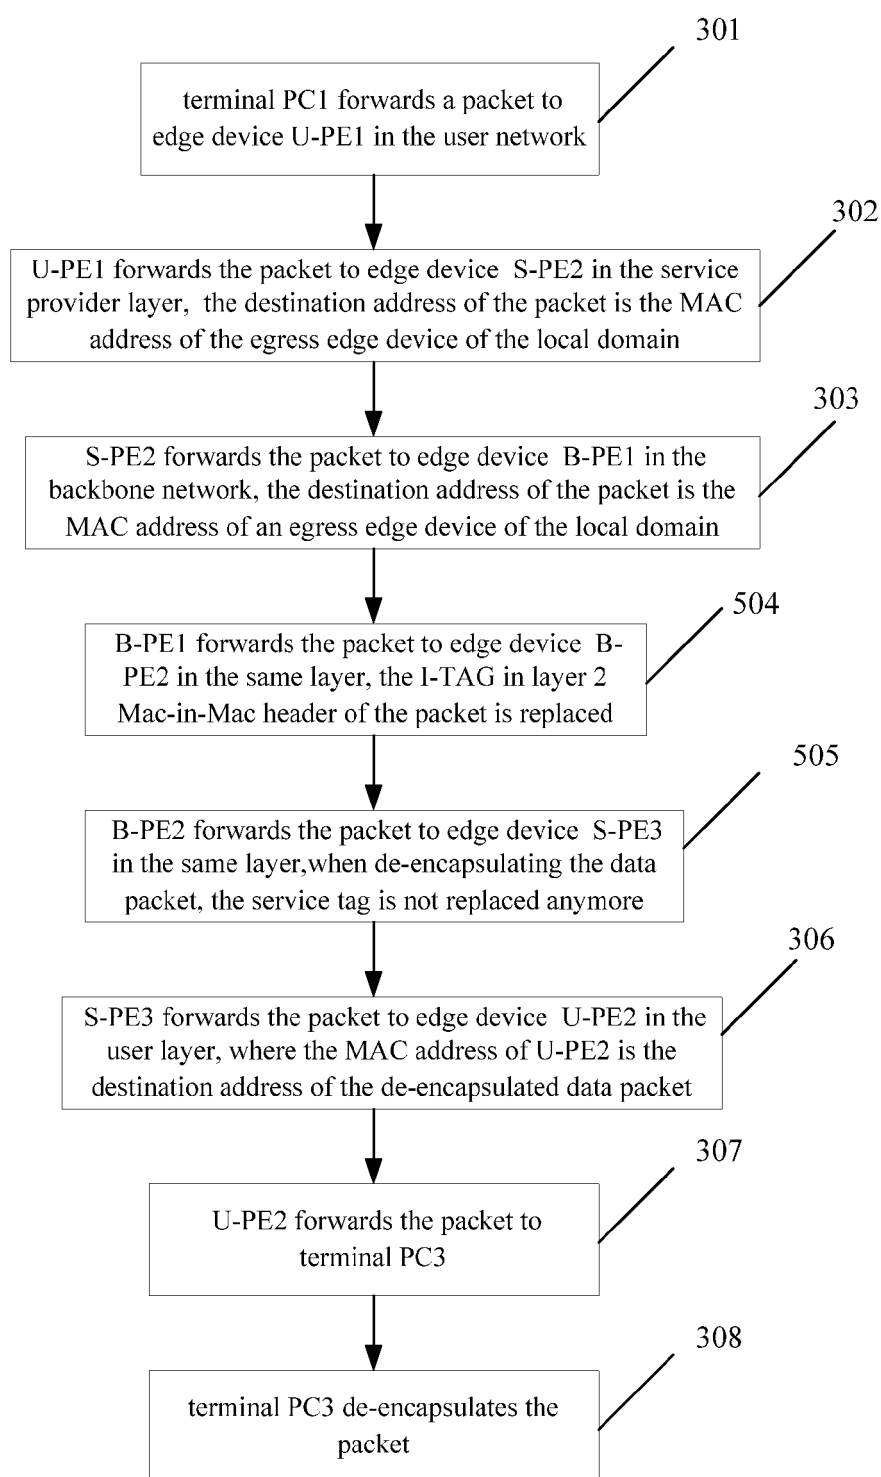 301
terminal PC1 forwards a packet to
edge device U-PE1 in the user network
302
U-PE1 forwards the packet to edge device S-PE2 in the service
provider layer, the destination address of the packet is the MAC
address of the egress edge device of the local domain
303
S-PE2 forwards the packet to edge device B-PE1 in the
backbone network, the destination address of the packet is the
MAC address of an egress edge device of the local domain
504
B-PE1 forwards the packet to edge device B-
PE2 in the same layer, the I-TAG in layer 2
Mac-in-Mac header of the packet is replaced
505
B-PE2 forwards the packet to edge device S-PE3
in the same layer,when de-encapsulating the data
packet, the service tag is not replaced anymore
306
S-PE3 forwards the packet to edge device U-PE2 in the
user layer, where the MAC address of U-PE2 is the
destination address of the de-encapsulated data packet
307
U-PE2 forwards the packet to
terminal PC3
308
terminal PC3 de-encapsulates the
packet